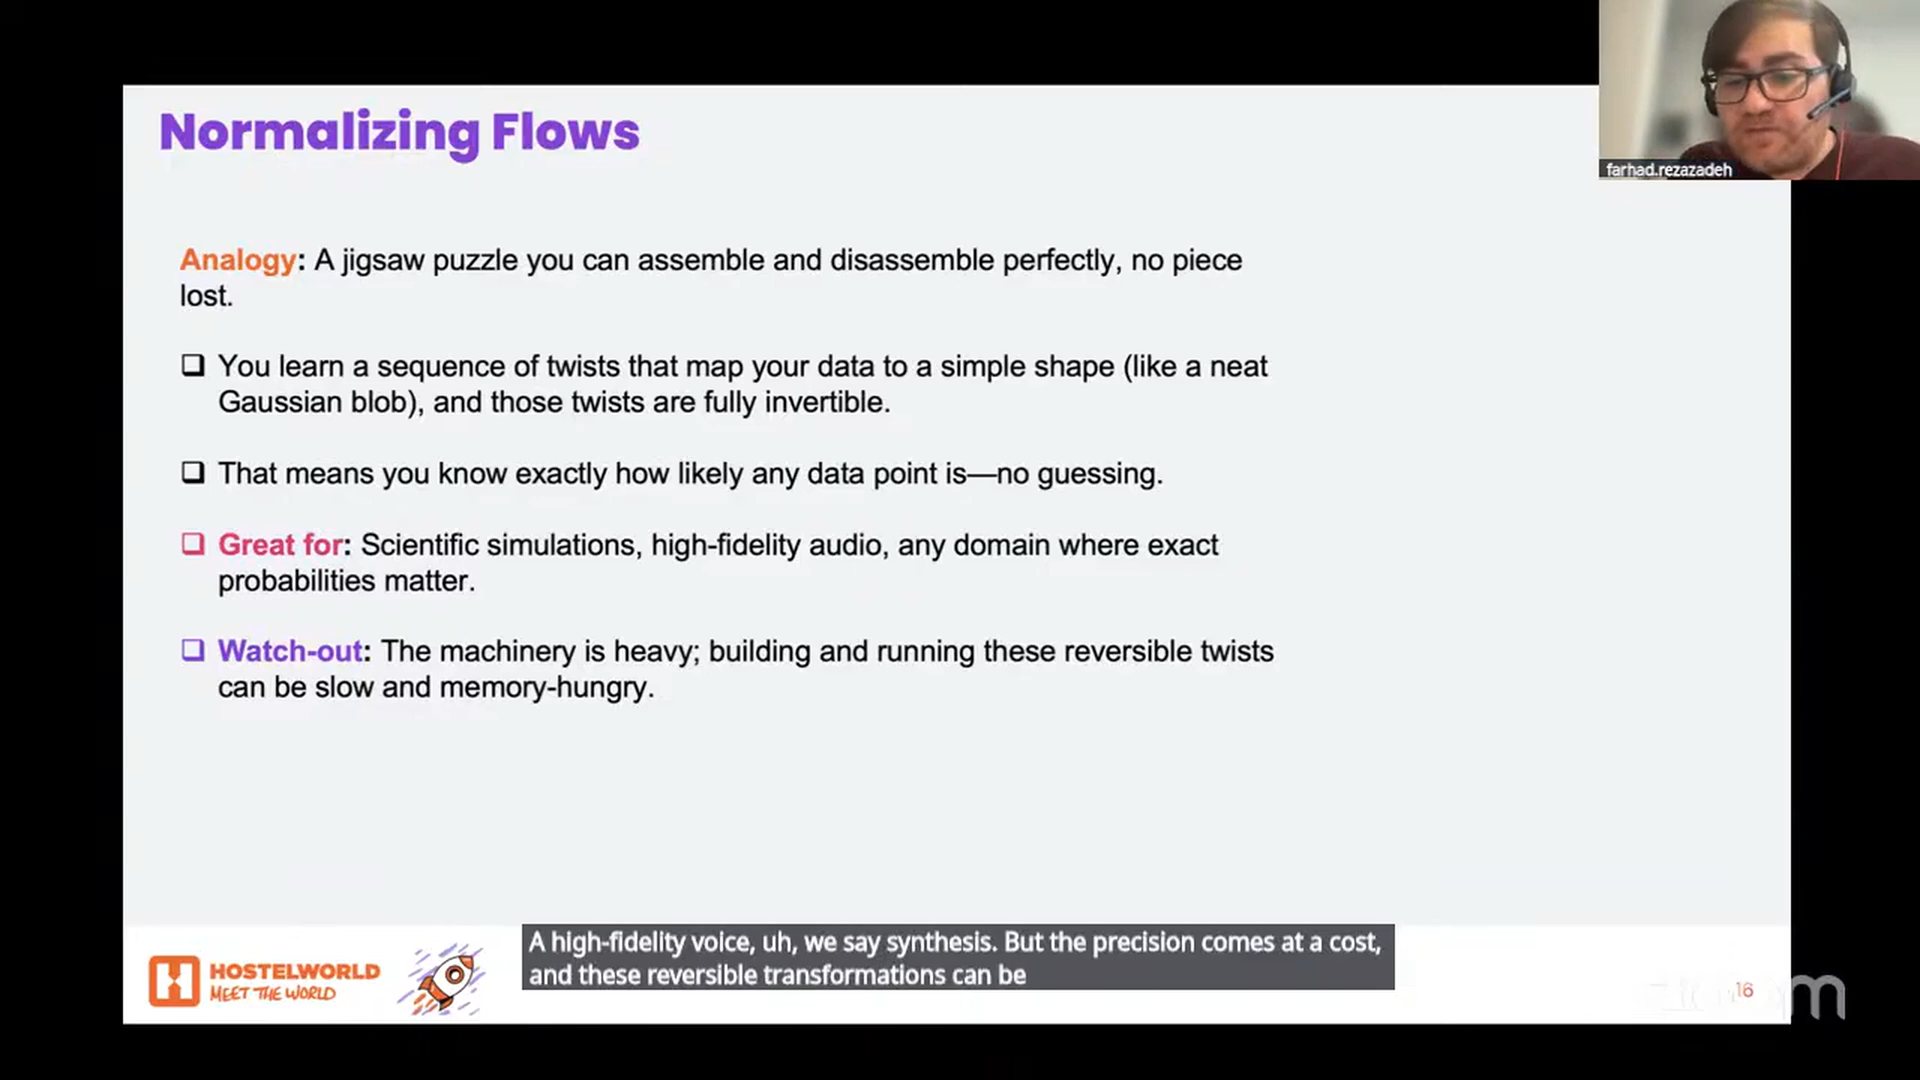 Normalizing Flows
farhad.rezazadeh
Analogy: A jigsaw puzzle you can assemble and disassemble perfectly, no piece
lost.
❑ You learn a sequence of twists that map your data to a simple shape (like a neat
Gaussian blob), and those twists are fully invertible.
❑ That means you know exactly how likely any data point is—no guessing.
❑ Great for: Scientific simulations, high-fidelity audio, any domain where exact
probabilities matter.
❑ Watch-out: The machinery is heavy; building and running these reversible twists
can be slow and memory-hungry.
A high-fidelity voice, uh, we say synthesis. But the precision comes at a cost,
and these reversible transformations can be
HOSTELWORLD
MEET THE WORLD
16